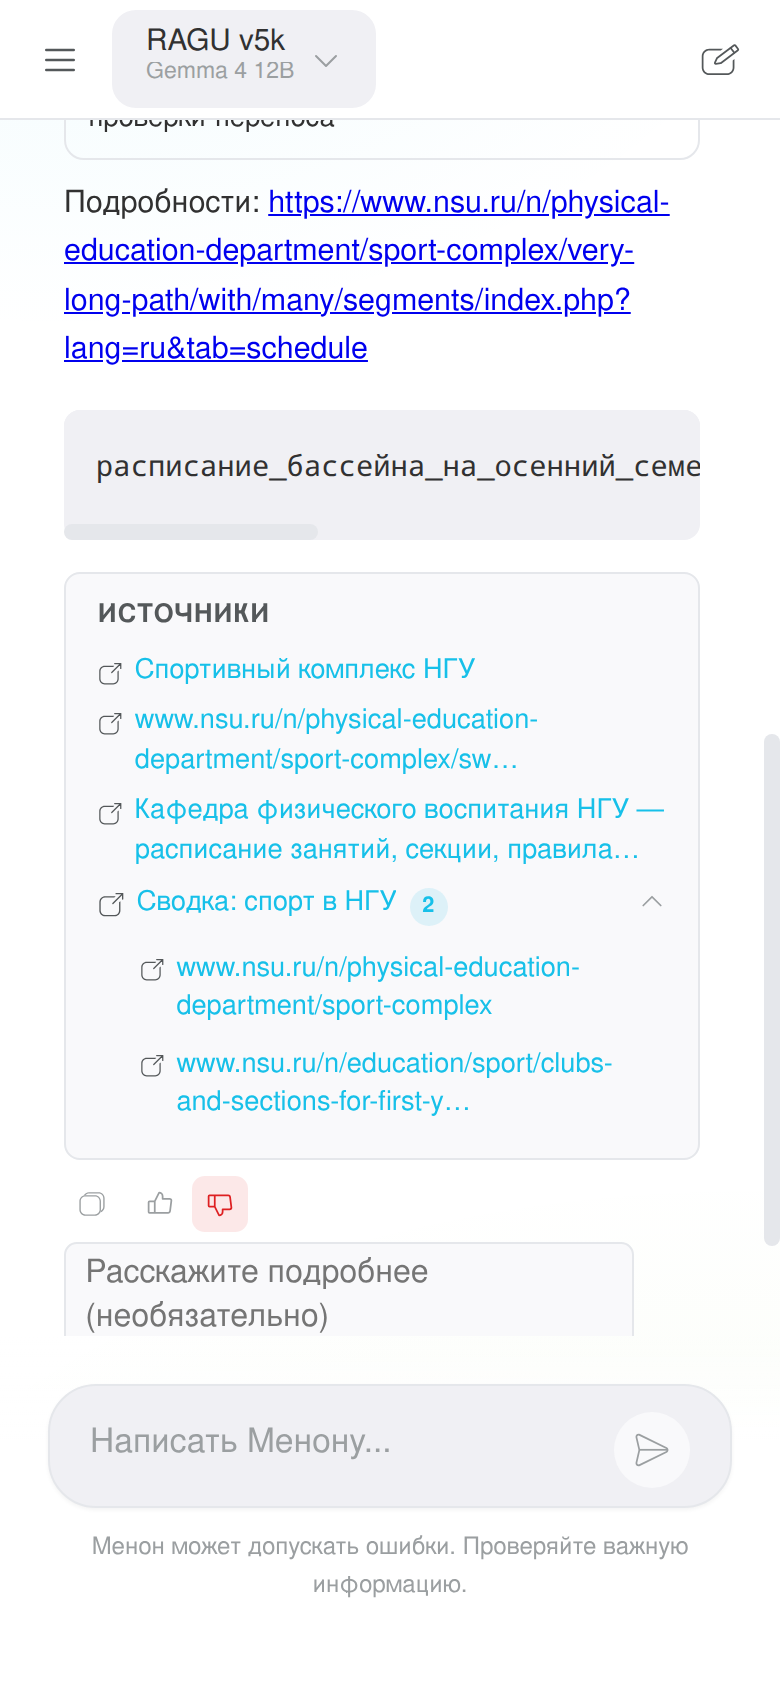 RAGU v5k
Gemma 4 12B
проверки переноса
Подробности: https://www.nsu.ru/n/physical-
education-department/sport-complex/very-
long-path/with/many/segments/index.php?
lang=ru&tab=schedule
расписание_бассейна_на_осенний_семе
ИСТОЧНИКИ
Спортивный комплекс НГУ
www.nsu.ru/n/physical-education-
department/sport-complex/sw…
Кафедра физического воспитания НГУ —
расписание занятий, секции, правила…
Сводка: спорт в НГУ 2
www.nsu.ru/n/physical-education-
department/sport-complex
www.nsu.ru/n/education/sport/clubs-
and-sections-for-first-y…
Расскажите подробнее
(необязательно)
Написать Менону...
Менон может допускать ошибки. Проверяйте важную
информацию.